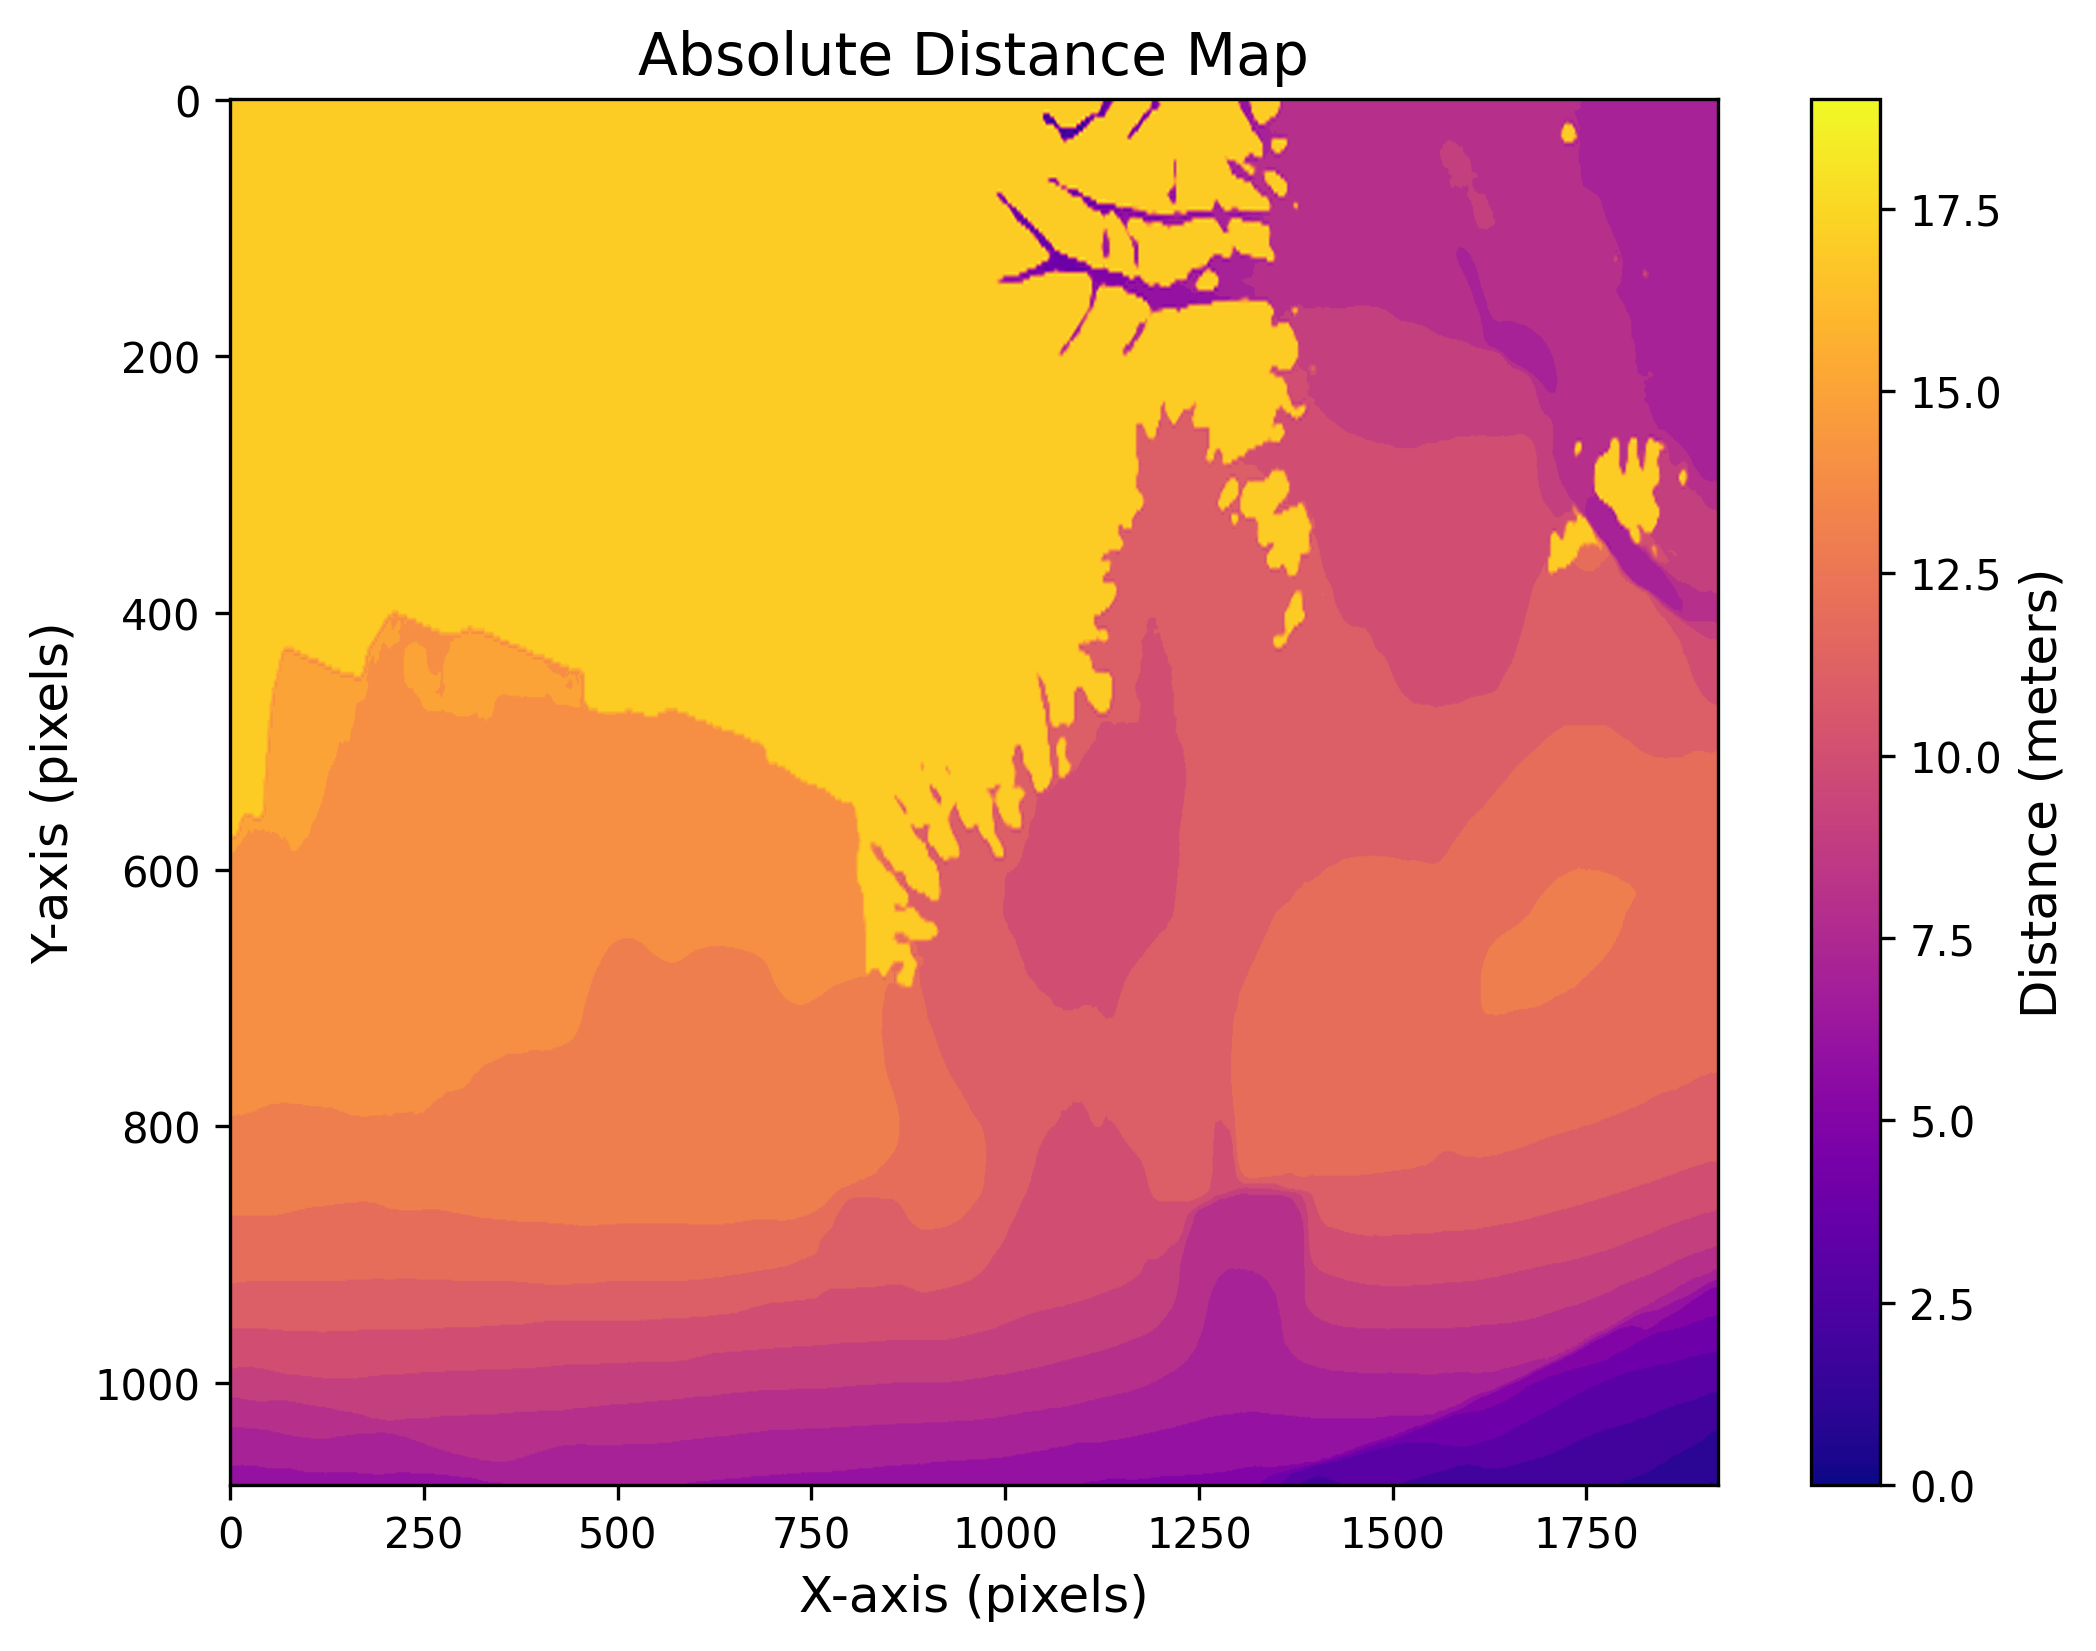 Absolute Distance Map
0
200
400
600
800
1000
Y-axis (pixels)
0 250 500 750 1000 1250 1500 1750
X-axis (pixels)
17.5
15.0
12.5
10.0
7.5
5.0
2.5
0.0
Distance (meters)